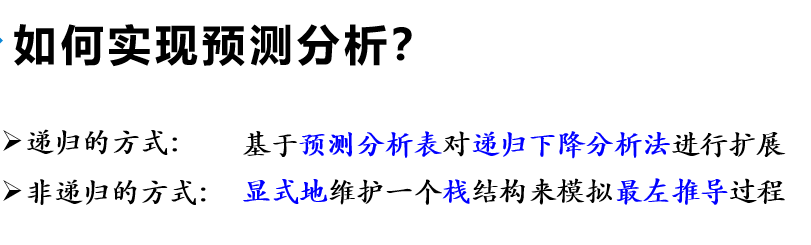 如何实现预测分析？
➢递归的方式： 基于预测分析表对递归下降分析法进行扩展
➢非递归的方式： 显式地维护一个栈结构来模拟最左推导过程